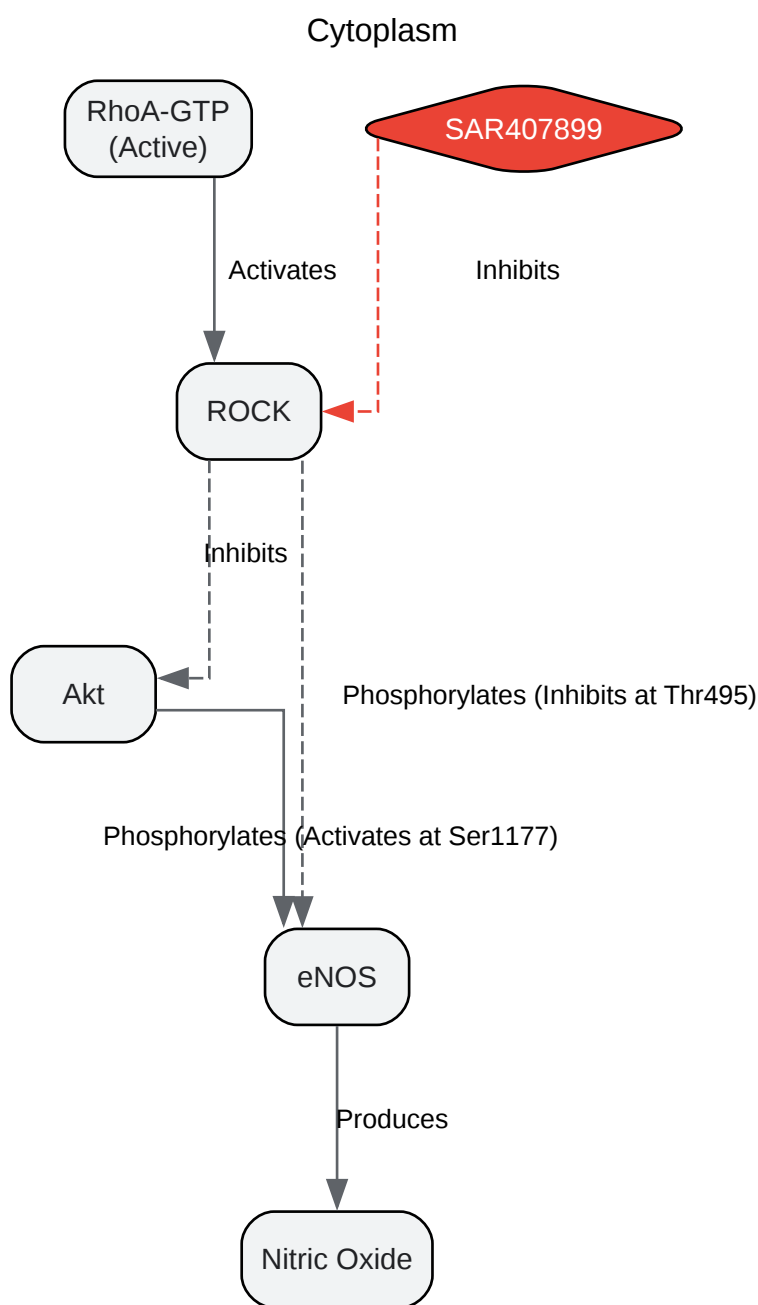 Cytoplasm
RhoA-GTP
(Active)
SAR407899
Activates
Inhibits
ROCK
Inhibits
Akt
Phosphorylates (Inhibits at Thr495)
Phosphorylates (Activates at Ser1177)
eNOS
Produces
Nitric Oxide